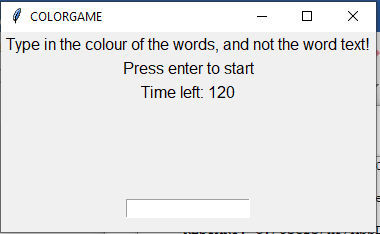 COLORGAME
Type in the colour of the words, and not the word text!
Press enter to start
Time left: 120